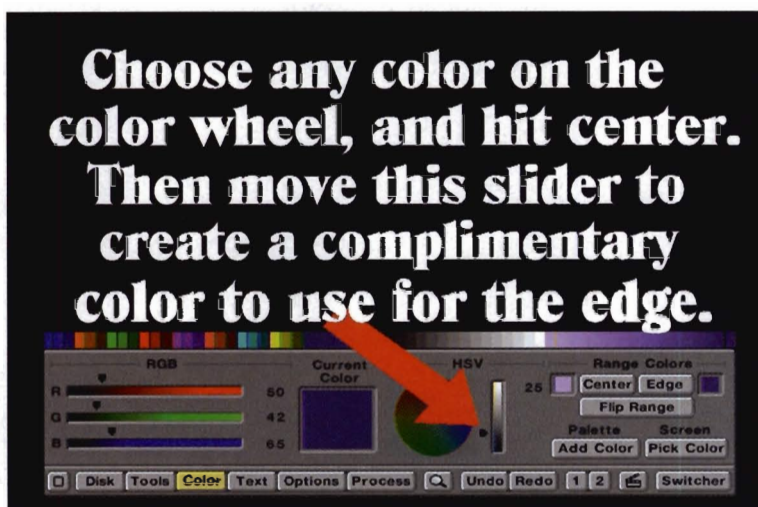 Choose any color on the
color wheel, and hit center.
Then move this slider to
create a complimentary
color to use for the edge.
RGB
Current
Color
HSV
Range Colors
R 50
G 42
B 65
25
Center Edge
Flip Range
Palette Screen
Add Color Pick Color
Disk Tools Color Text Options Process Undo Redo 1 2 Switcher